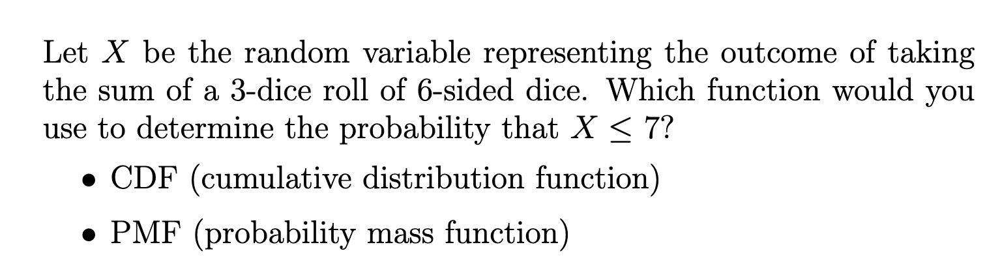 Let X be the random variable representing the outcome of taking
the sum of a 3-dice roll of 6-sided dice. Which function would you
use to determine the probability that X ≤ 7?
• CDF (cumulative distribution function)
• PMF (probability mass function)